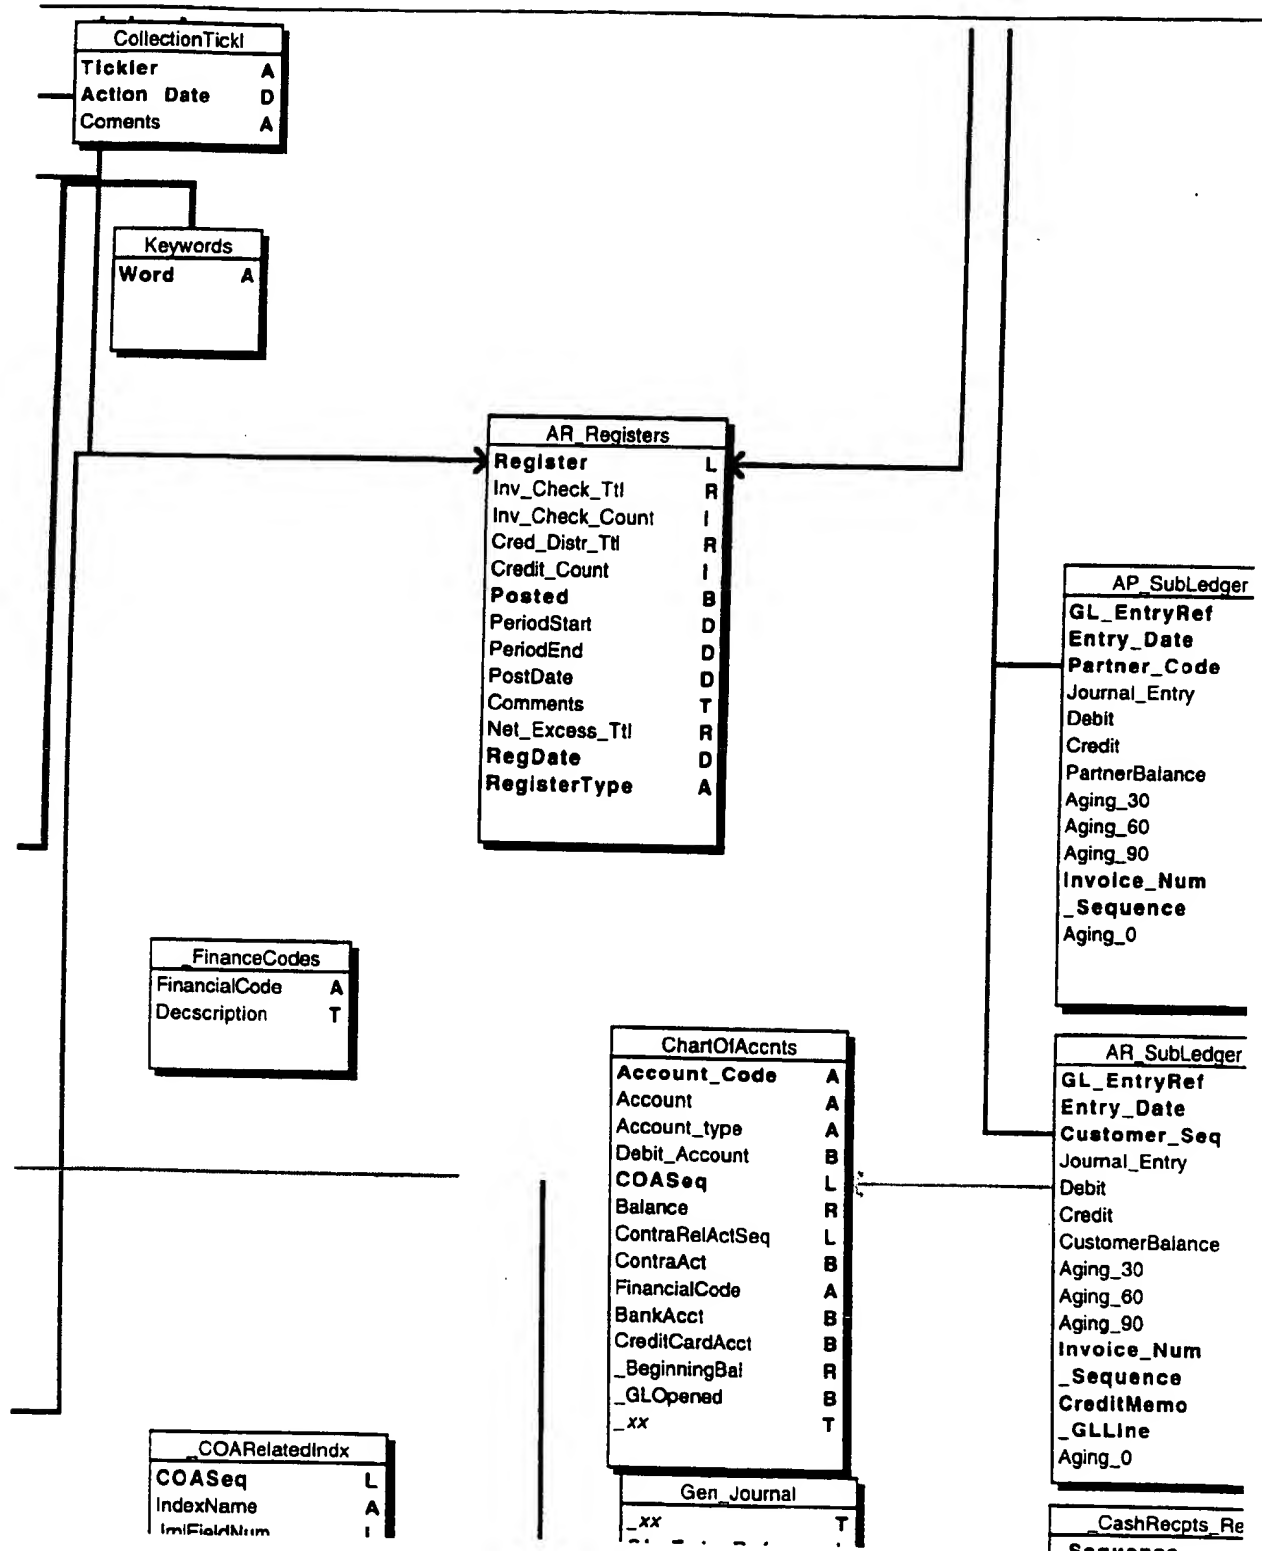 CollectionTickl
Tickler A
Action Date D
Coments A
Keywords
Word A
AR_Registers
Register L
Inv_Check_Ttl R
Inv_Check_Count I
Cred_Distr_Ttl R
Credit_Count I
Posted B
PeriodStart D
PeriodEnd D
PostDate D
Comments T
Net_Excess_Ttl R
RegDate D
RegisterType A
AP_SubLedger
GL_EntryRef
Entry_Date
Partner_Code
Journal_Entry
Debit
Credit
PartnerBalance
Aging_30
Aging_60
Aging_90
Invoice_Num
_Sequence
Aging_0
_FinanceCodes
FinancialCode A
Decscription T
ChartOfAccnts
Account_Code A
Account A
Account_type A
Debit_Account B
COASeq L
Balance R
ContraRelActSeq L
ContraAct B
FinancialCode A
BankAcct B
CreditCardAcct B
_BeginningBal R
_GLOpened B
_xx T
AR_SubLedger
GL_EntryRef
Entry_Date
Customer_Seq
Journal_Entry
Debit
Credit
CustomerBalance
Aging_30
Aging_60
Aging_90
Invoice_Num
_Sequence
CreditMemo
_GLLine
Aging_0
_COARelatedIndx
COASeq L
IndexName A
Gen_Journal
_xx T
_CashRecpts_Re